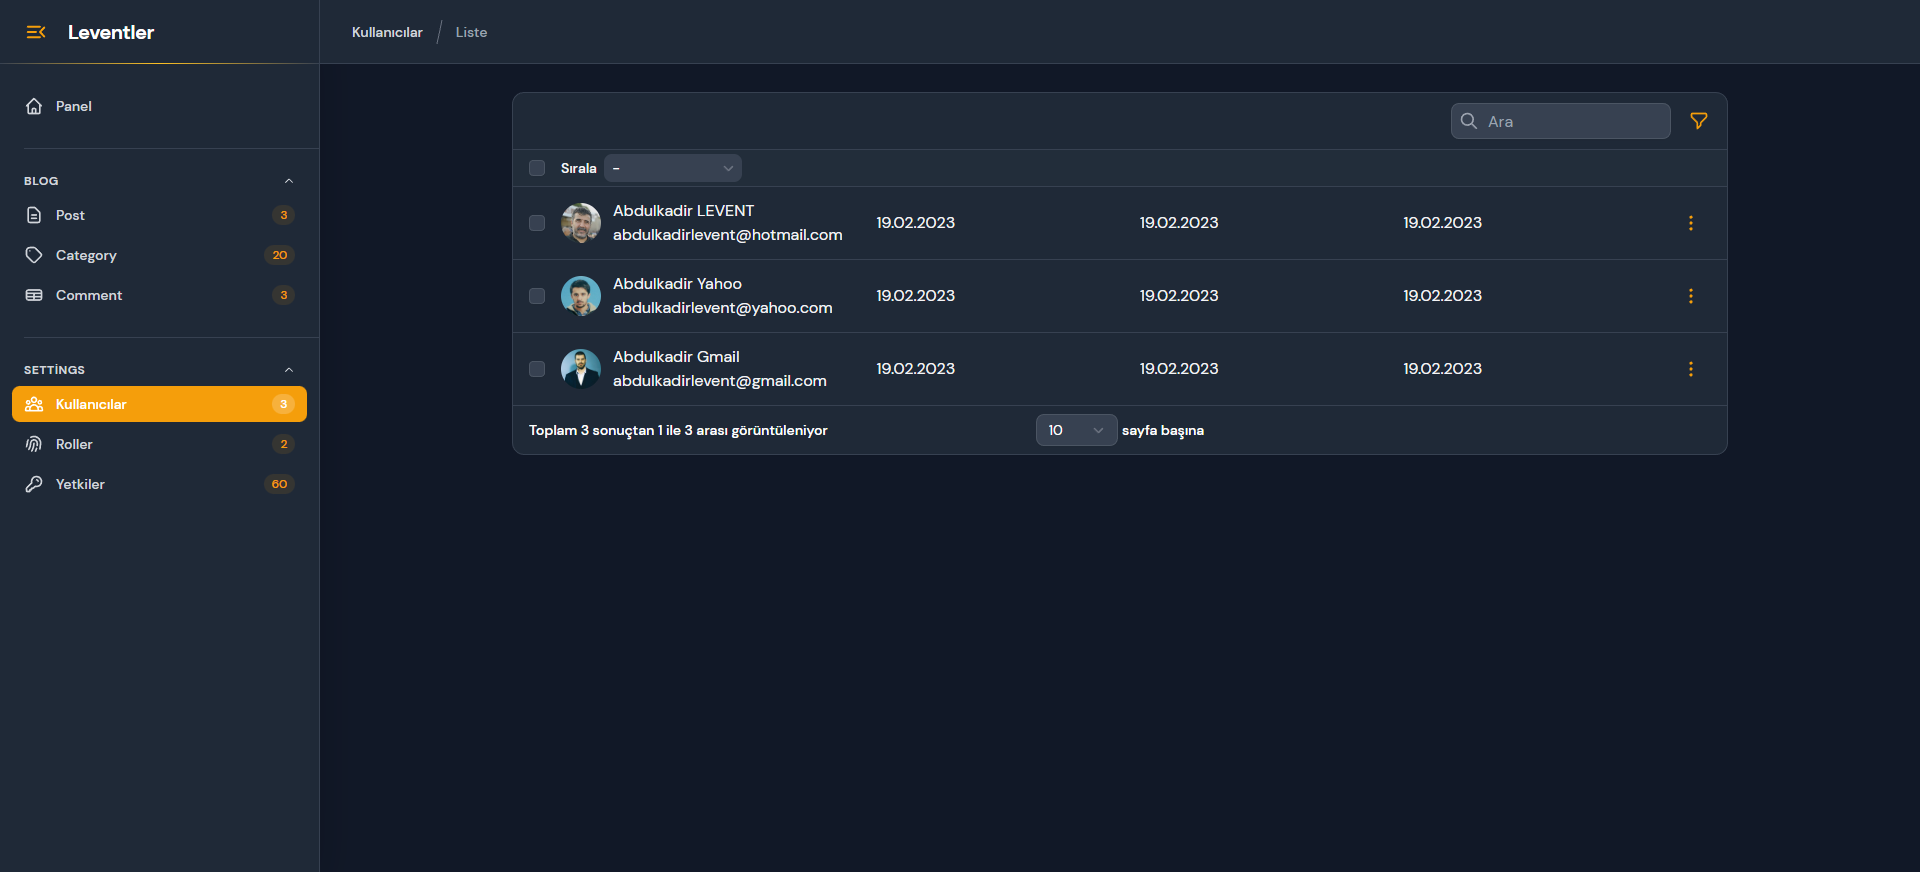 Leventler
Kullanıcılar / Liste
Panel
BLOG
Post 3
Category 20
Comment 3
SETTİNGS
Kullanıcılar 3
Roller 2
Yetkiler 60
Ara
Sırala -
Abdulkadir LEVENT
abdulkadirlevent@hotmail.com
19.02.2023 19.02.2023 19.02.2023
Abdulkadir Yahoo
abdulkadirlevent@yahoo.com
19.02.2023 19.02.2023 19.02.2023
Abdulkadir Gmail
abdulkadirlevent@gmail.com
19.02.2023 19.02.2023 19.02.2023
Toplam 3 sonuçtan 1 ile 3 arası görüntüleniyor
10 sayfa başına